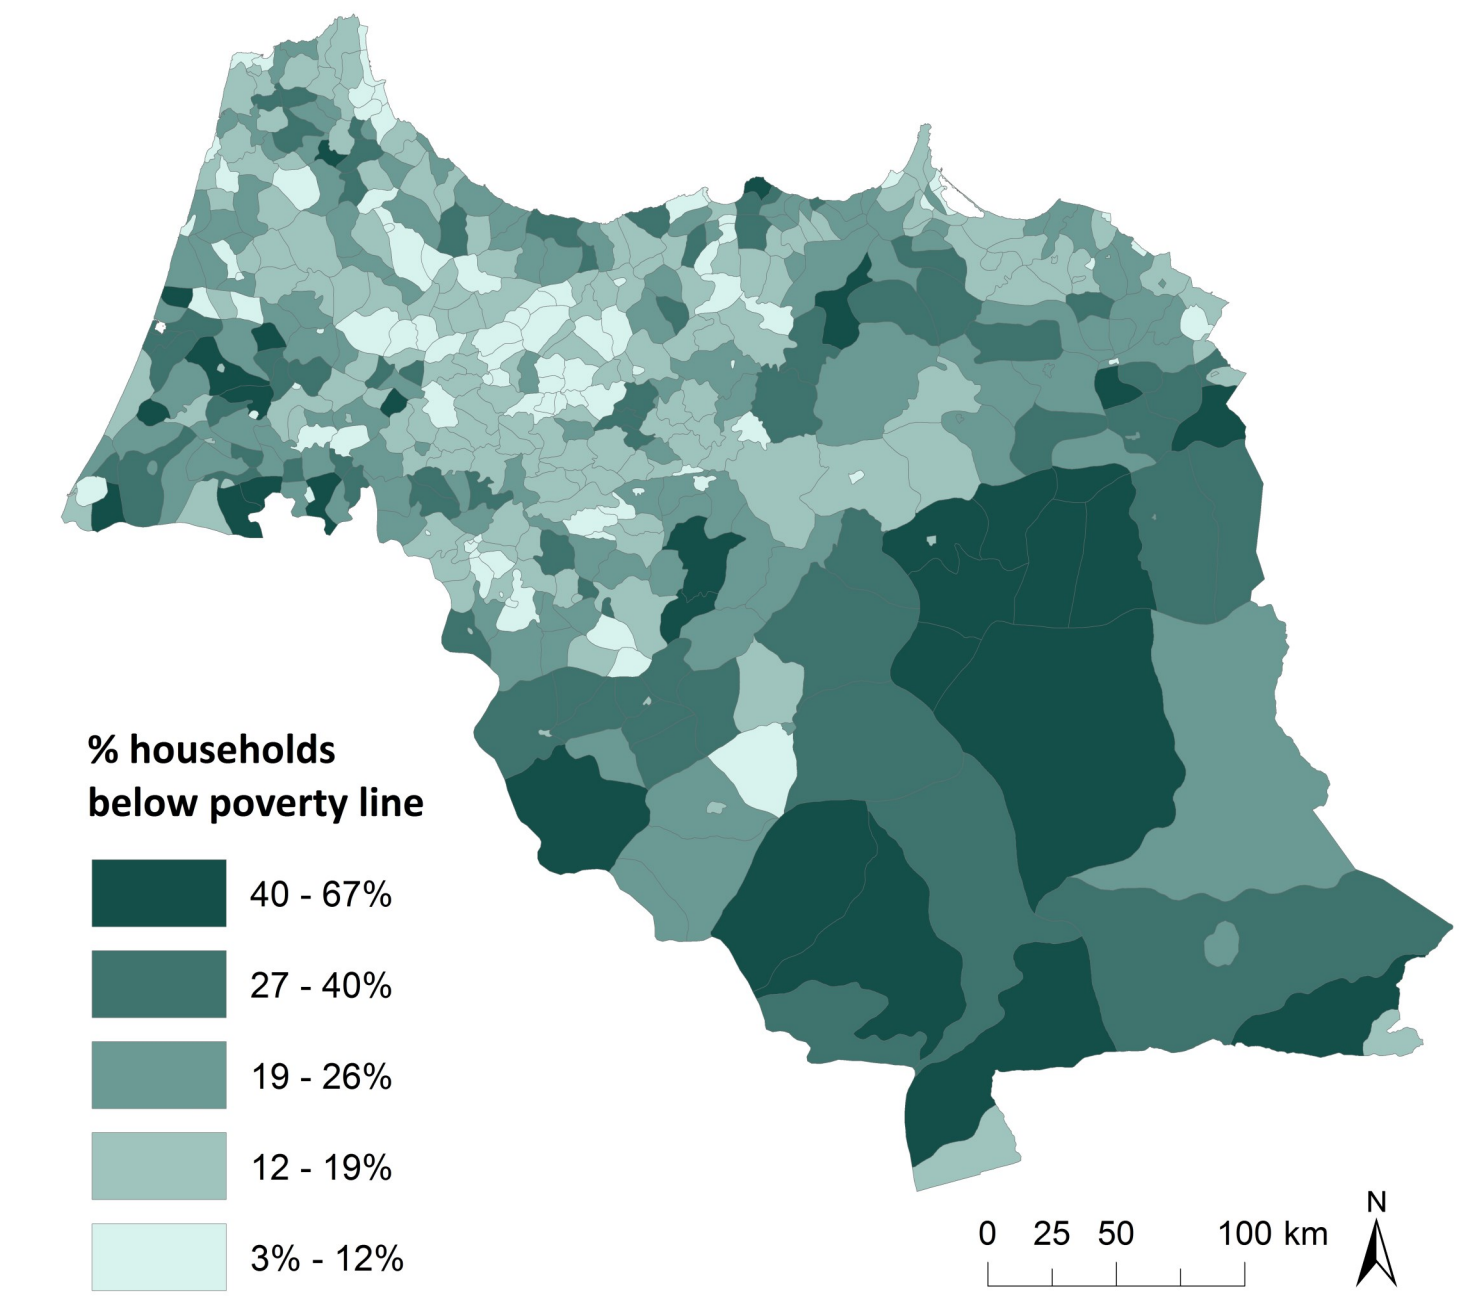 % households
below poverty line
40 - 67%
27 - 40%
19 - 26%
12 - 19%
3% - 12%
N
0 25 50 100 km